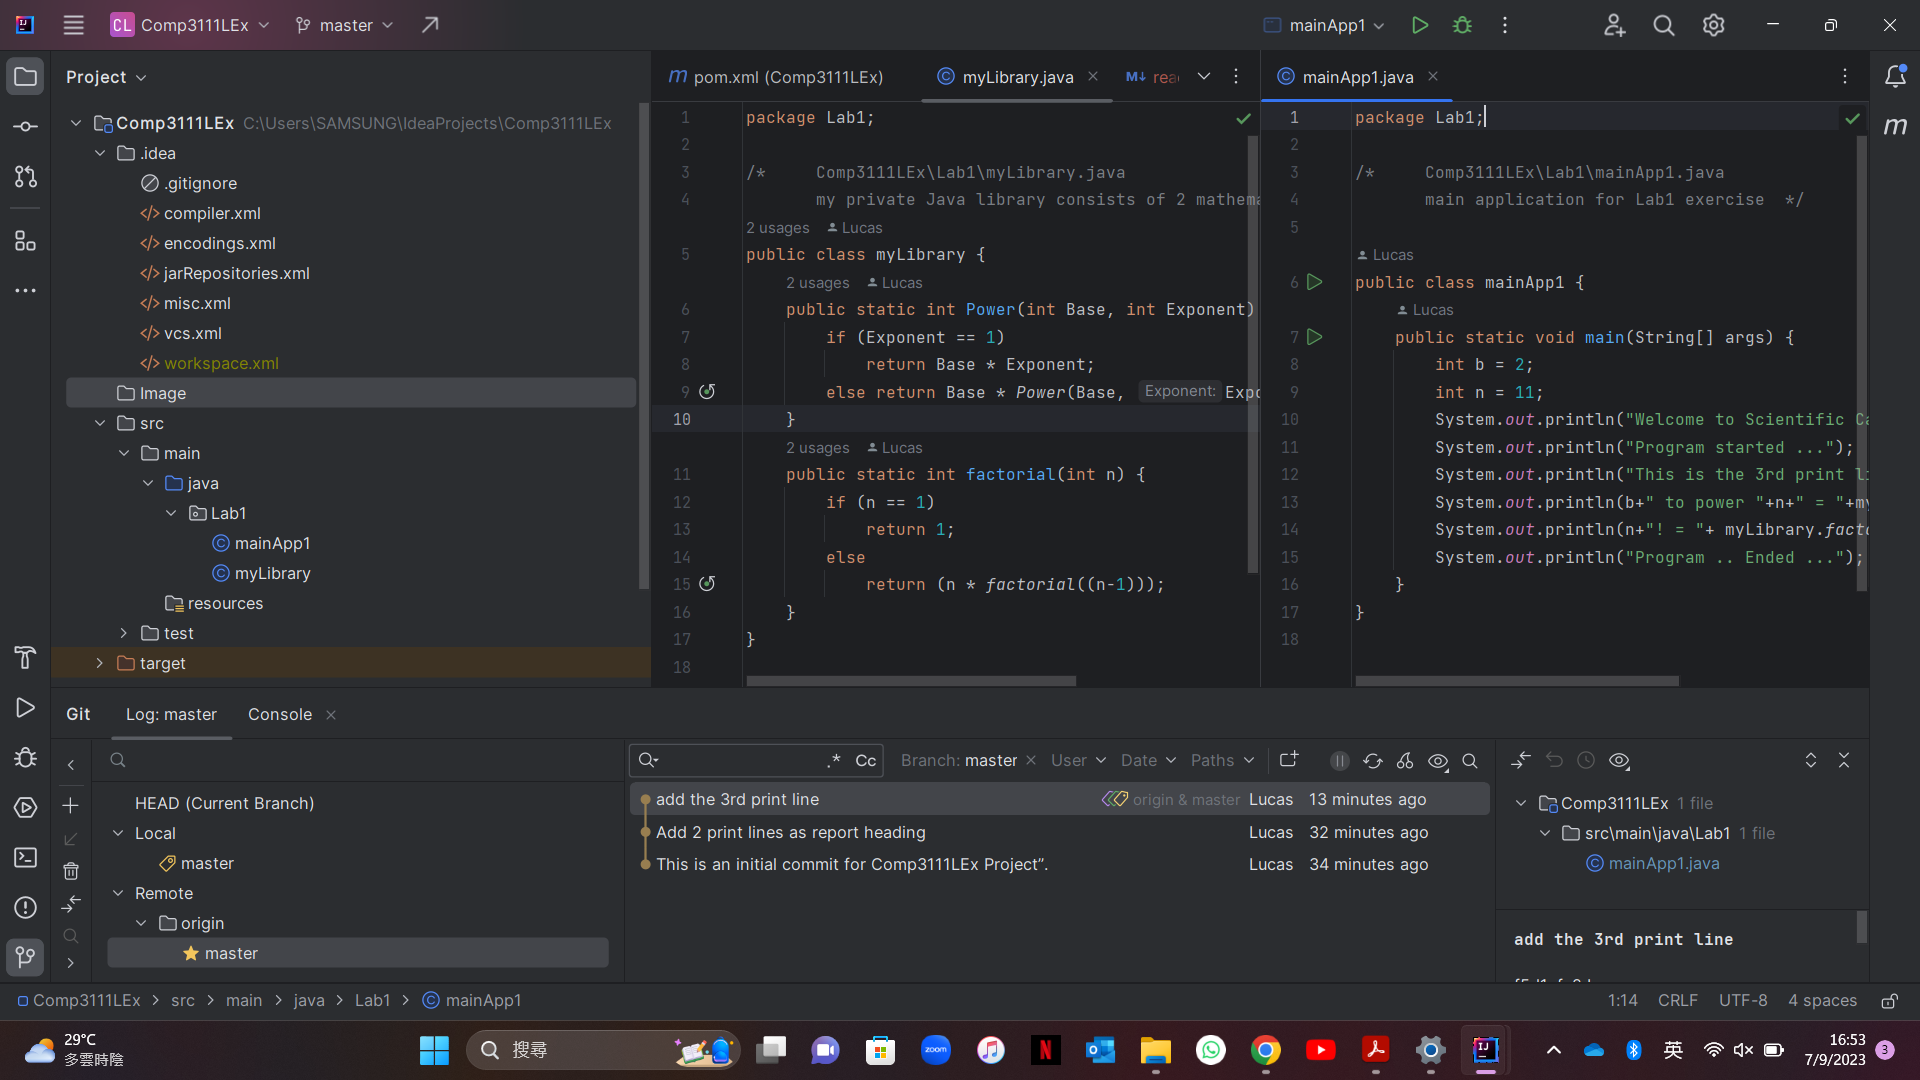 CL Comp3111LEx master mainApp1
Project
Comp3111LEx C:\Users\SAMSUNG\IdeaProjects\Comp3111LEx
.idea
.gitignore
compiler.xml
encodings.xml
jarRepositories.xml
misc.xml
vcs.xml
workspace.xml
Image
src
main
java
Lab1
mainApp1
myLibrary
resources
test
target
pom.xml (Comp3111LEx) myLibrary.java
1 package Lab1;
2
3 /* Comp3111LEx\Lab1\myLibrary.java
4 my private Java library consists of 2 mathema
2 usages Lucas
5 public class myLibrary {
2 usages Lucas
6 public static int Power(int Base, int Exponent)
7 if (Exponent == 1)
8 return Base * Exponent;
9 else return Base * Power(Base, Exponent: Expo
10 }
2 usages Lucas
11 public static int factorial(int n) {
12 if (n == 1)
13 return 1;
14 else
15 return (n * factorial((n-1)));
16 }
17 }
18
mainApp1.java
1 package Lab1;
2
3 /* Comp3111LEx\Lab1\mainApp1.java
4 main application for Lab1 exercise */
5
Lucas
6 public class mainApp1 {
Lucas
7 public static void main(String[] args) {
8 int b = 2;
9 int n = 11;
10 System.out.println("Welcome to Scientific Ca
11 System.out.println("Program started ...");
12 System.out.println("This is the 3rd print li
13 System.out.println(b+" to power "+n+" = "+my
14 System.out.println(n+"! = "+ myLibrary.facto
15 System.out.println("Program .. Ended ...");
16 }
17 }
18
Git Log: master Console
HEAD (Current Branch)
Local
master
Remote
origin
master
.* Cc Branch: master User Date Paths
add the 3rd print line origin & master Lucas 13 minutes ago
Add 2 print lines as report heading Lucas 32 minutes ago
This is an initial commit for Comp3111LEx Project”. Lucas 34 minutes ago
Comp3111LEx 1 file
src\main\java\Lab1 1 file
mainApp1.java
add the 3rd print line
Comp3111LEx > src > main > java > Lab1 > mainApp1
1:14 CRLF UTF-8 4 spaces
29°C
多雲時陰
搜尋
zoom
英
16:53
7/9/2023
3